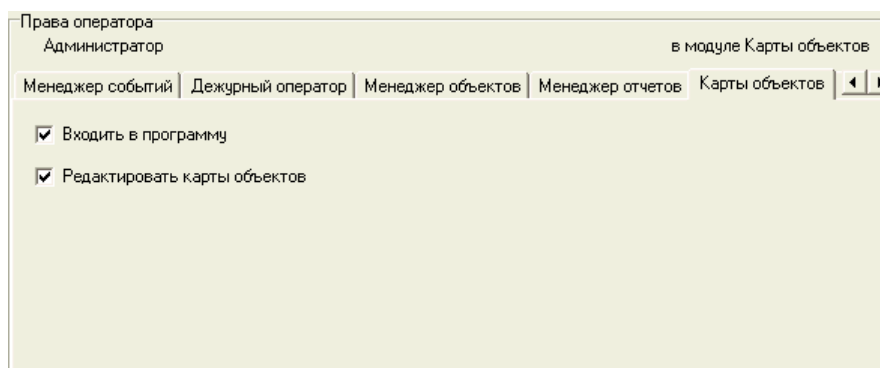 Права оператора
Администратор в модуле Карты объектов
Менеджер событий Дежурный оператор Менеджер объектов Менеджер отчетов Карты объектов
Входить в программу
Редактировать карты объектов